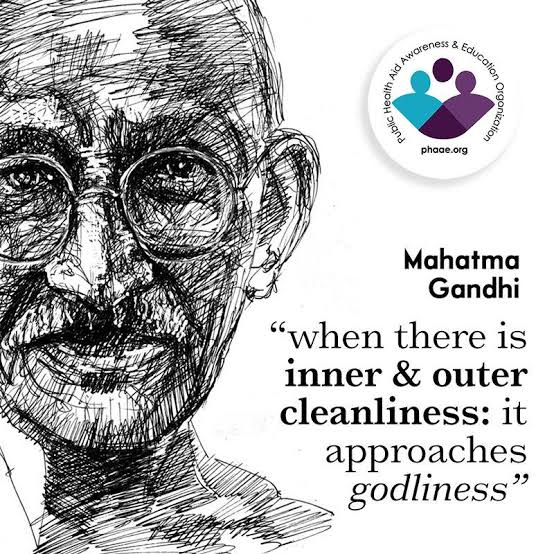 Public Health Aid Awareness & Education Organization
phaae.org
Mahatma
Gandhi
“when there is
inner & outer
cleanliness: it
approaches
godliness”